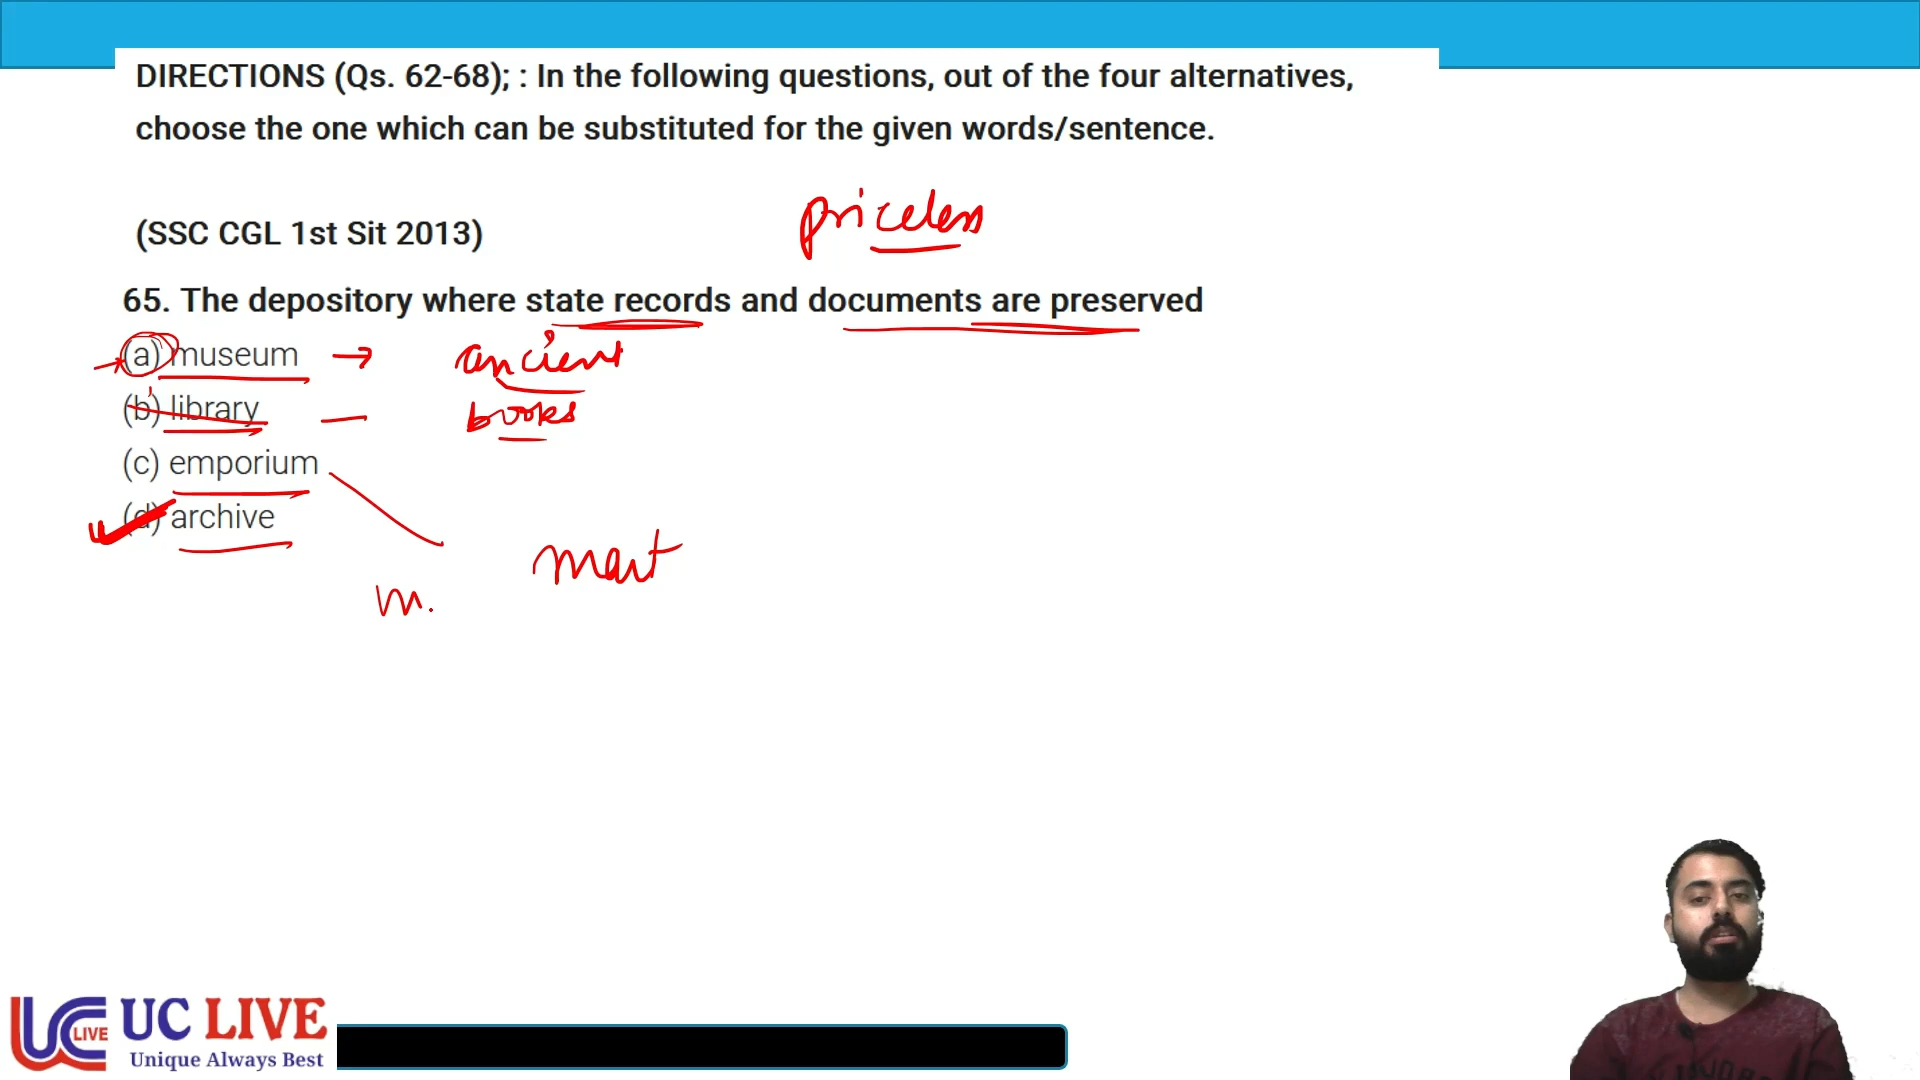 DIRECTIONS (Qs. 62-68); : In the following questions, out of the four alternatives,
choose the one which can be substituted for the given words/sentence.
priceless
(SSC CGL 1st Sit 2013)
65. The depository where state records and documents are preserved
(a) museum → ancient
(b) library — books
(c) emporium
(d) archive
mart
m.
LIVE UC LIVE
Unique Always Best